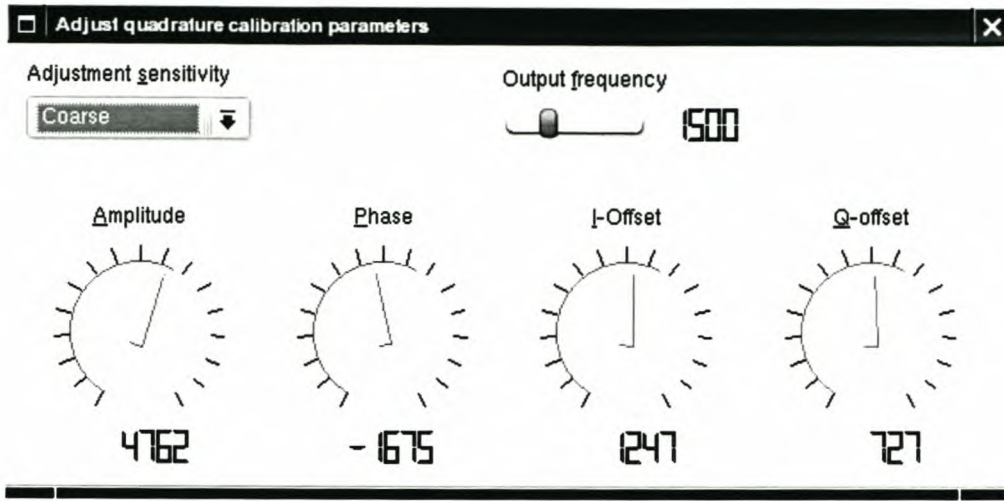 Adjust quadrature calibration parameters
Adjustment sensitivity
Output frequency
Coarse
1500
Amplitude
Phase
I-Offset
Q-offset
4762
-1675
1247
727